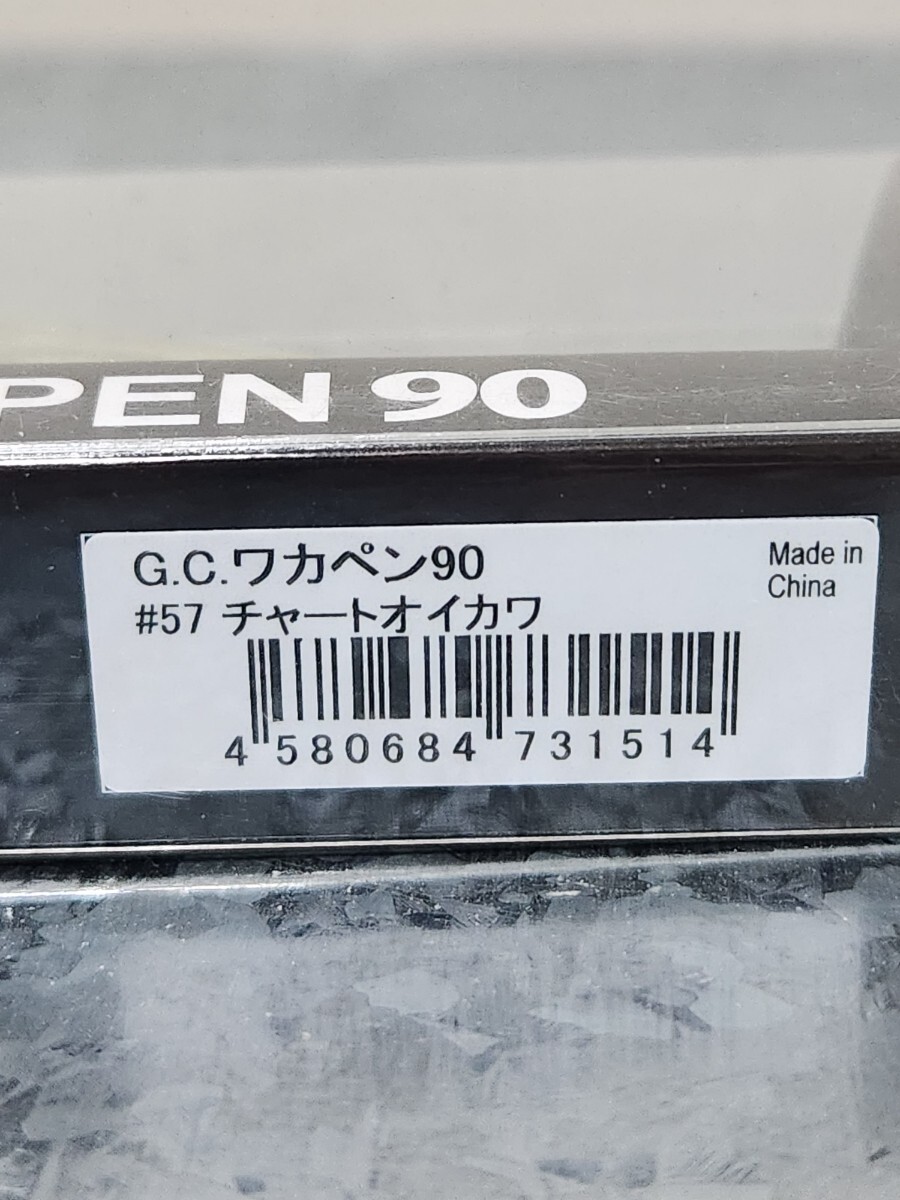 PEN 90
G.C.ワカペン90
Made in
China
#57 チャートオイカワ
4 580684 731514